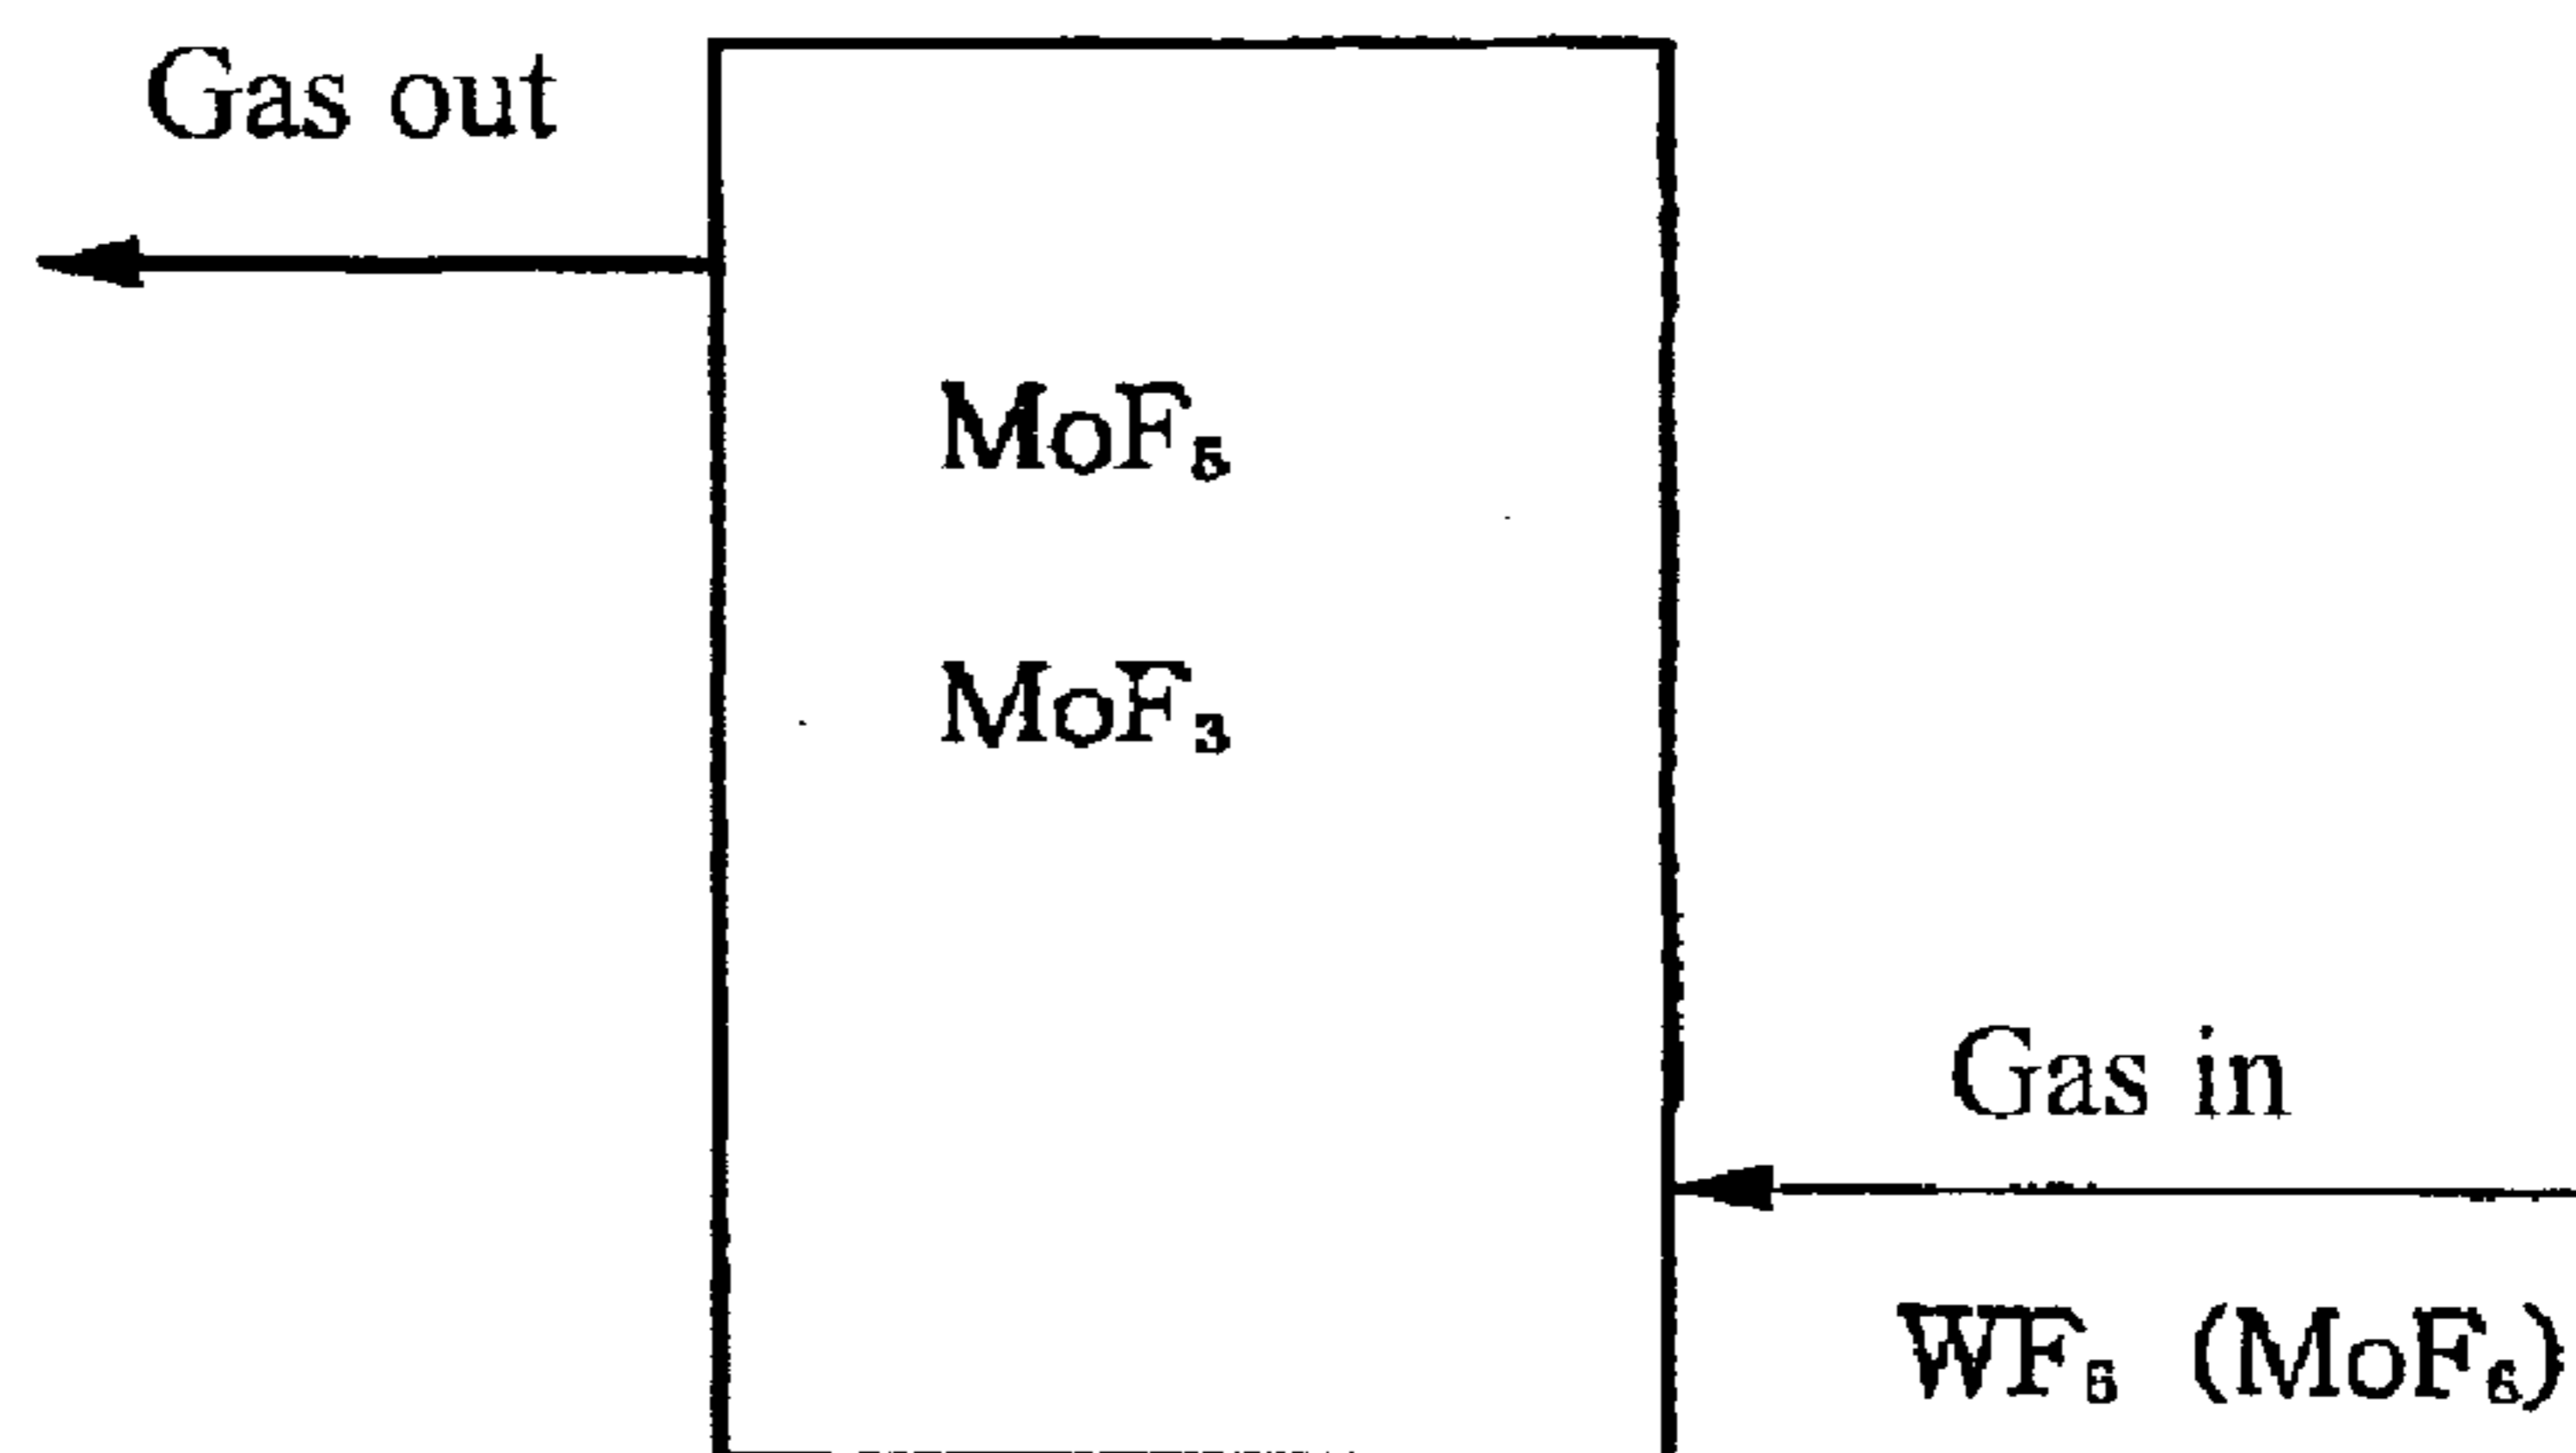 Gas out
MoF₅
MoF₃
Gas in
WF₆ (MoF₆)